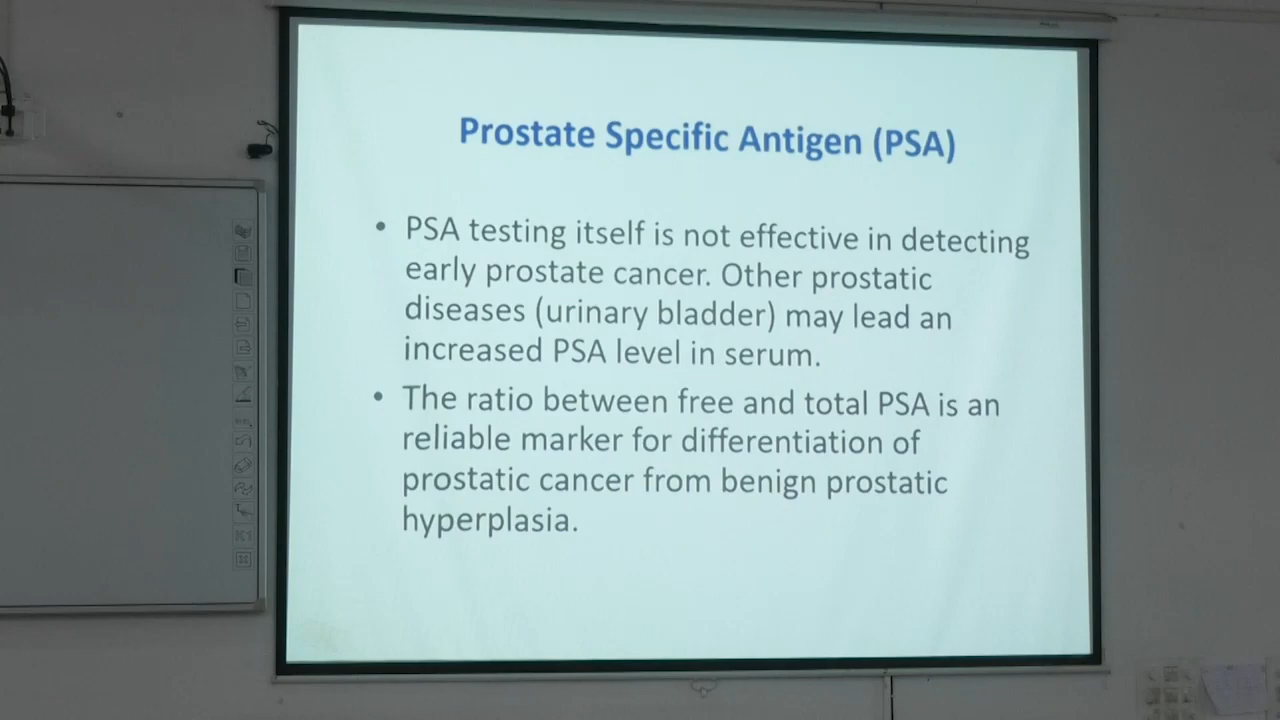 Prostate Specific Antigen (PSA)
• PSA testing itself is not effective in detecting
early prostate cancer. Other prostatic
diseases (urinary bladder) may lead an
increased PSA level in serum.
• The ratio between free and total PSA is an
reliable marker for differentiation of
prostatic cancer from benign prostatic
hyperplasia.